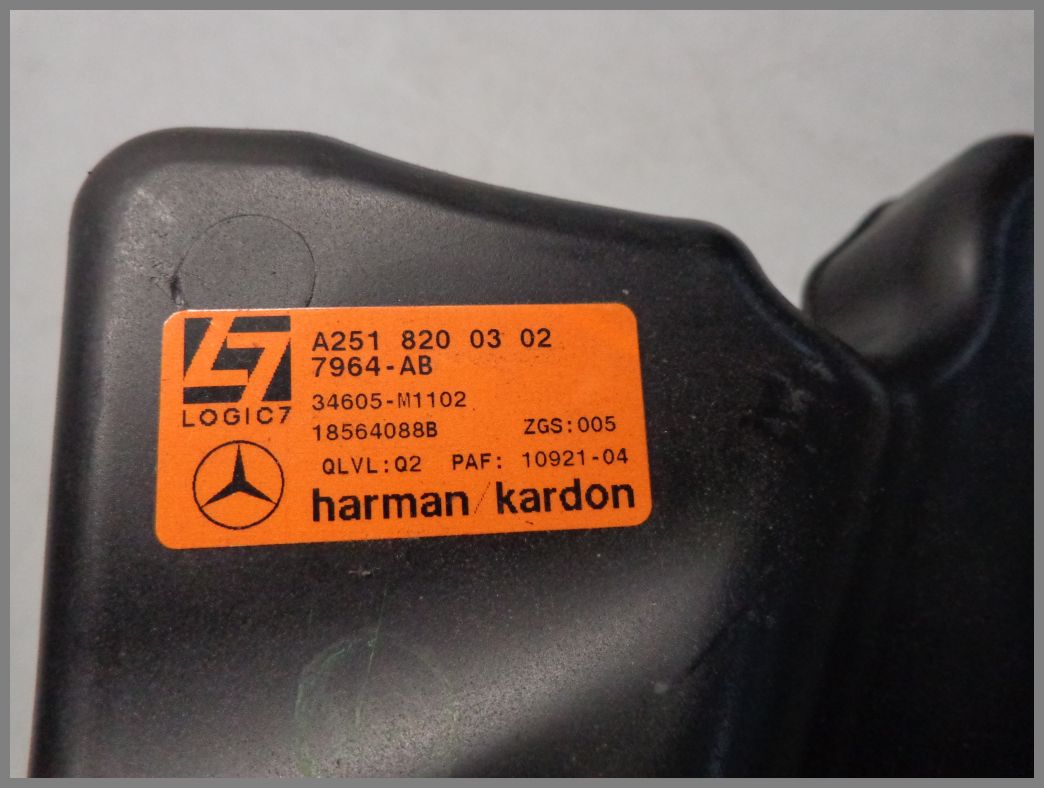 A251 820 03 02
7964-AB
LOGIC7
34605-M1102
18564088B ZGS:005
QLVL:Q2 PAF: 10921-04
harman/kardon